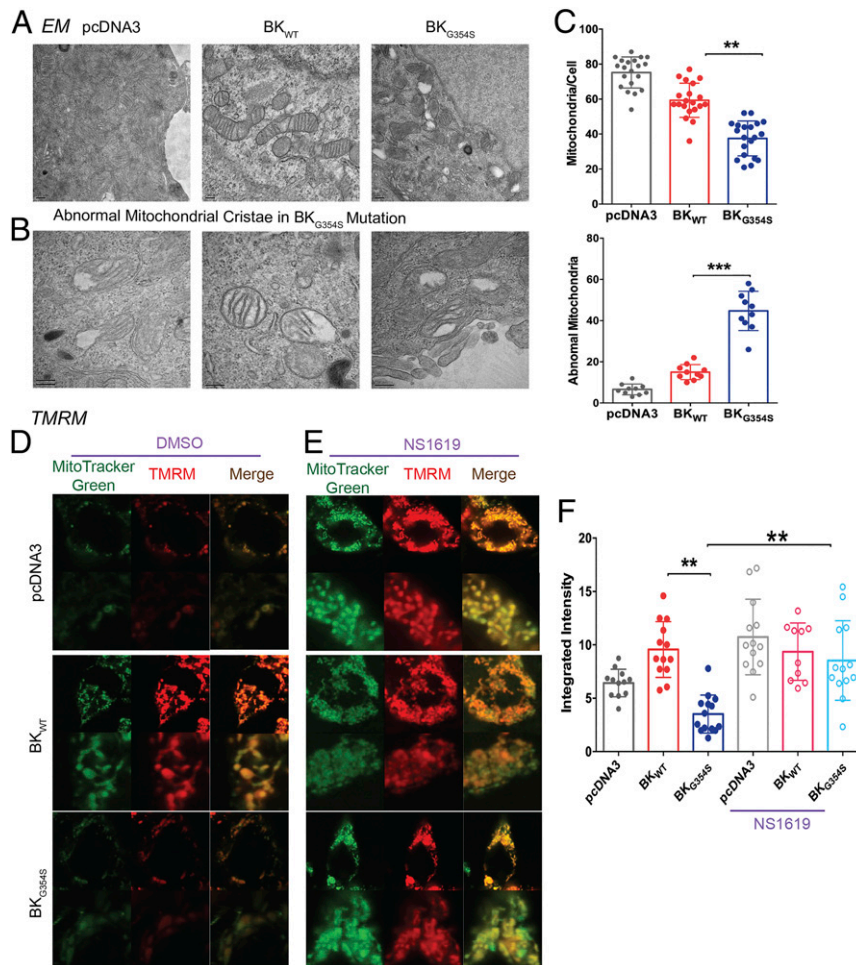 A EM pcDNA3 BKWT BKG354S
Abnormal Mitochondrial Cristae in BKG354S Mutation
B
C
Mitochondria/Cell
100
80
60
40
20
0
**
pcDNA3 BKWT BKG354S
Abnomal Mitochondria
80
60
40
20
0
***
pcDNA3 BKWT BKG354S
TMRM
D
DMSO
MitoTracker Green TMRM Merge
pcDNA3
BKWT
BKG354S
E
NS1619
MitoTracker Green TMRM Merge
F
Integrated Intensity
20
15
10
5
0
**
**
pcDNA3 BKWT BKG354S pcDNA3 BKWT BKG354S
NS1619